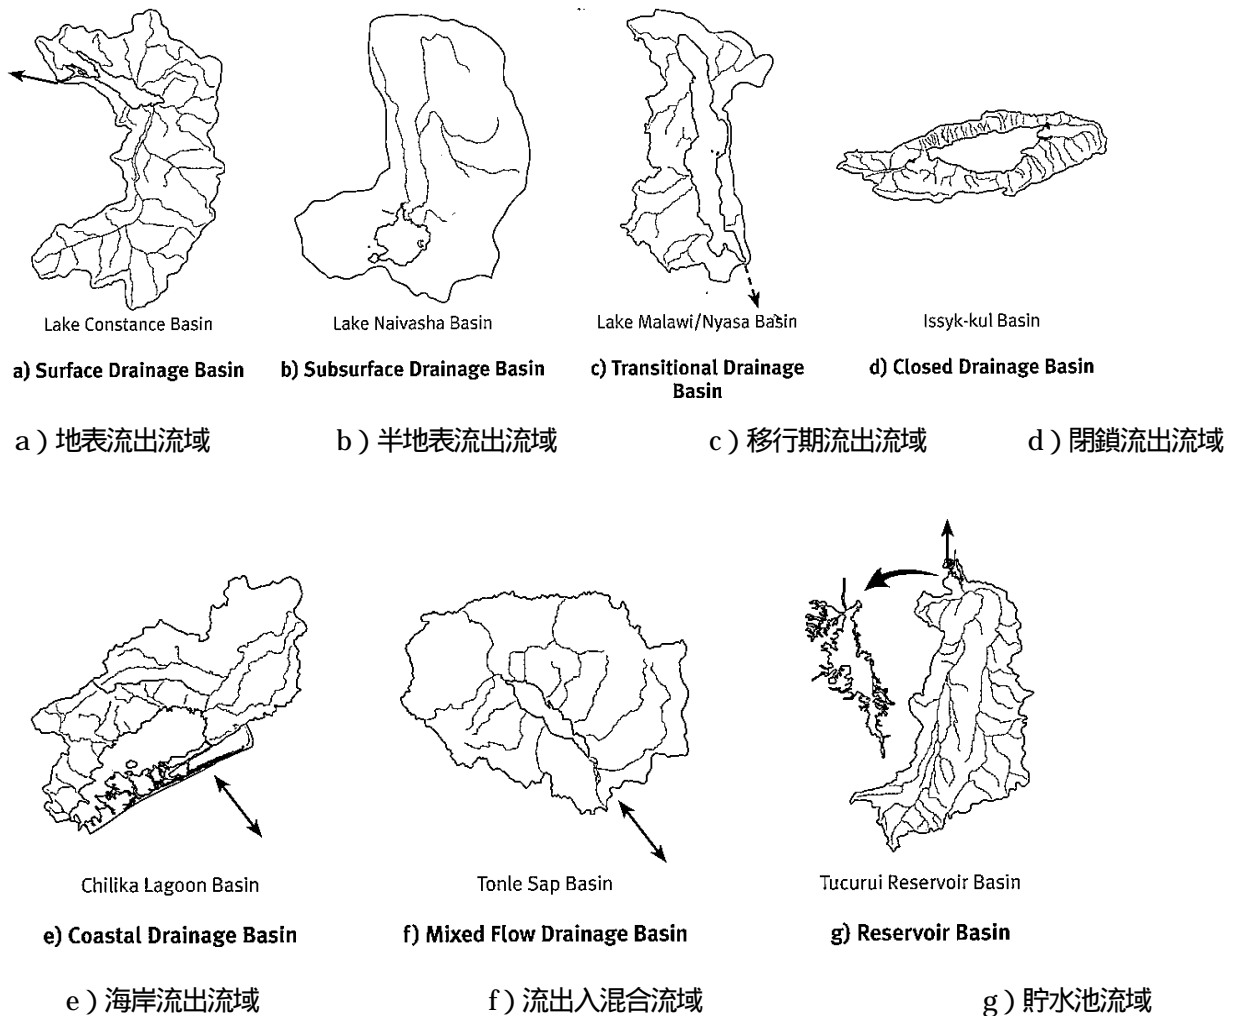 Lake Constance Basin
Lake Naivasha Basin
Lake Malawi/Nyasa Basin
Issyk-kul Basin
a) Surface Drainage Basin
b) Subsurface Drainage Basin
c) Transitional Drainage
Basin
d) Closed Drainage Basin
a）地表流出流域
b）半地表流出流域
c）移行期流出流域
d）閉鎖流出流域
Chilika Lagoon Basin
Tonle Sap Basin
Tucurui Reservoir Basin
e) Coastal Drainage Basin
f) Mixed Flow Drainage Basin
g) Reservoir Basin
e）海岸流出流域
f）流出入混合流域
g）貯水池流域